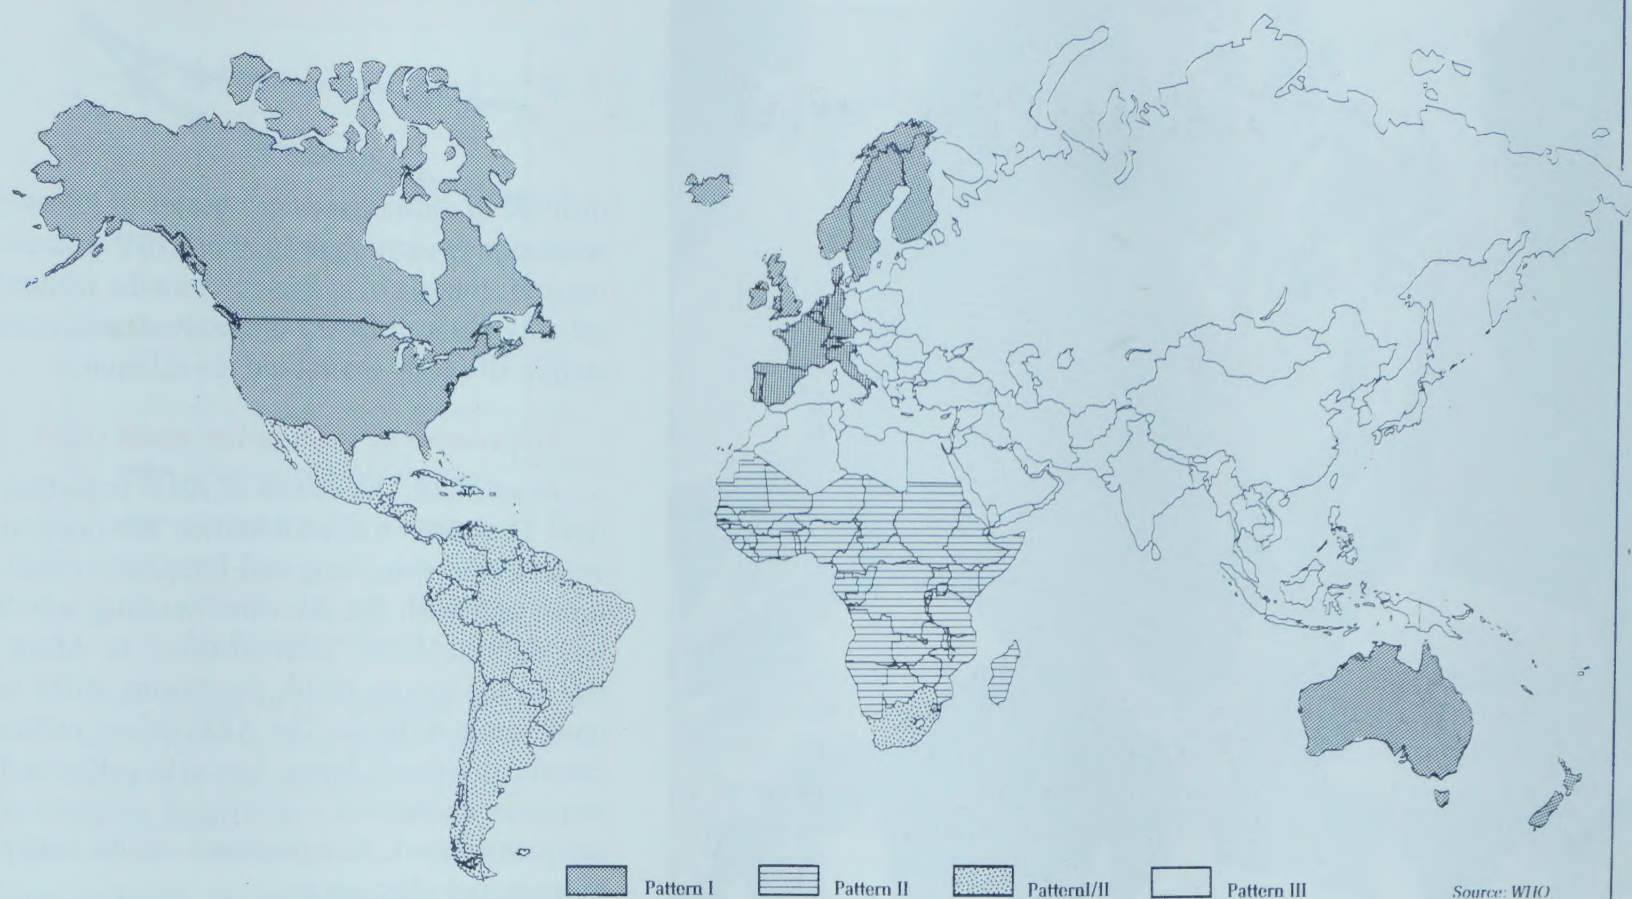 Pattern I
Pattern II
PatternI/II
Pattern III
Source: WHO